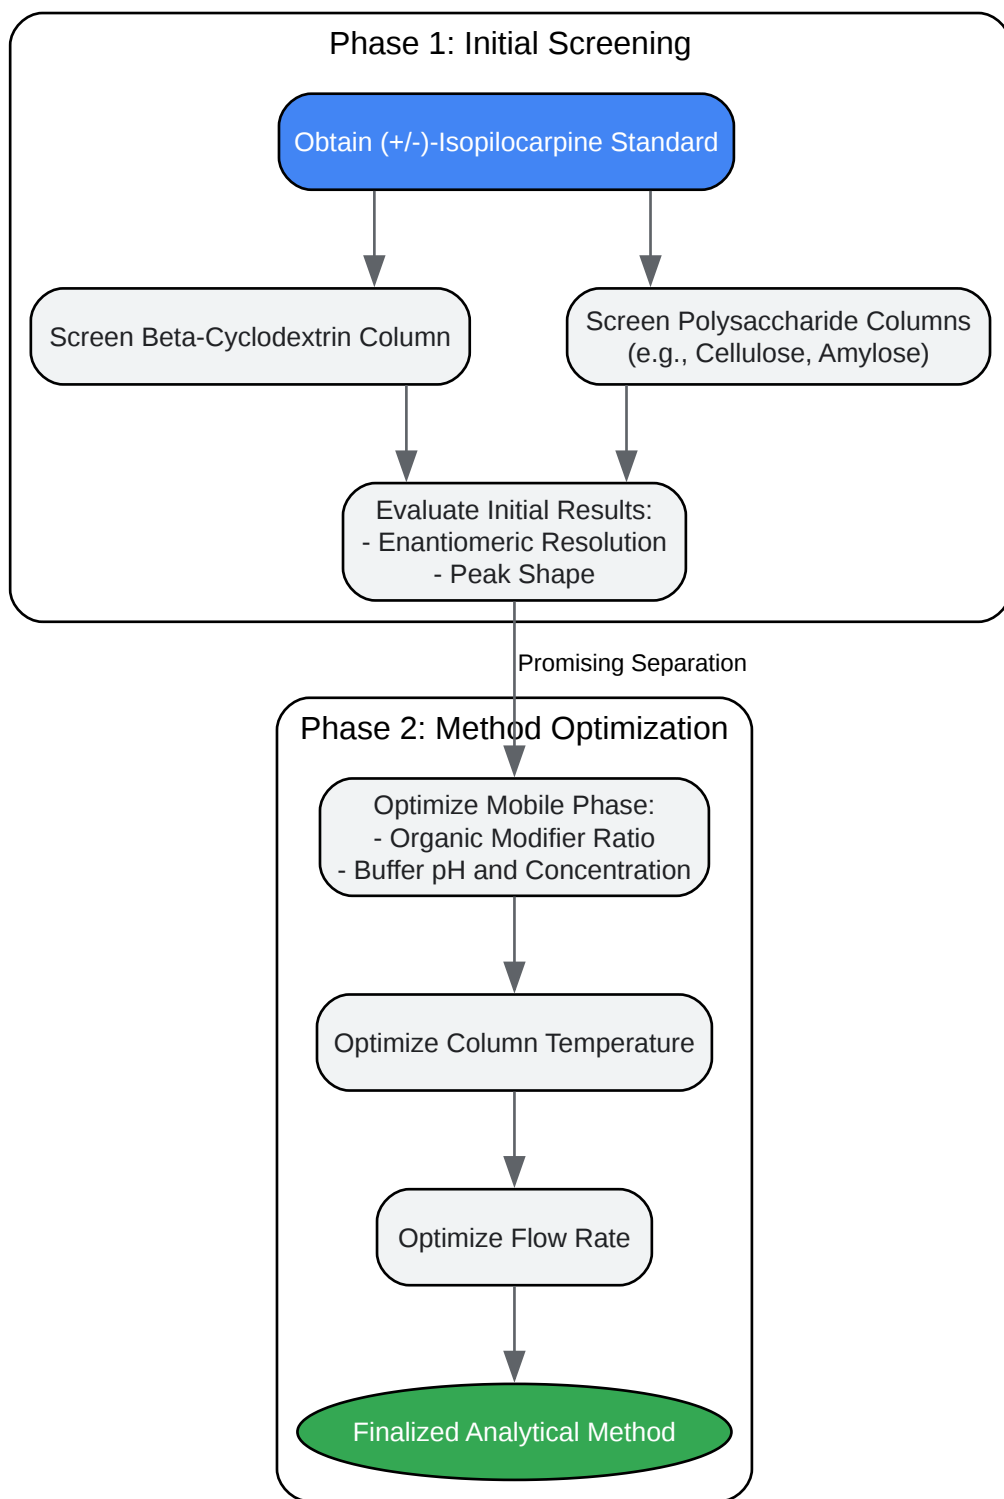 Phase 1: Initial Screening
Obtain (+/-)-Isopilocarpine Standard
Screen Beta-Cyclodextrin Column
Screen Polysaccharide Columns
(e.g., Cellulose, Amylose)
Evaluate Initial Results:
- Enantiomeric Resolution
- Peak Shape
Promising Separation
Phase 2: Method Optimization
Optimize Mobile Phase:
- Organic Modifier Ratio
- Buffer pH and Concentration
Optimize Column Temperature
Optimize Flow Rate
Finalized Analytical Method